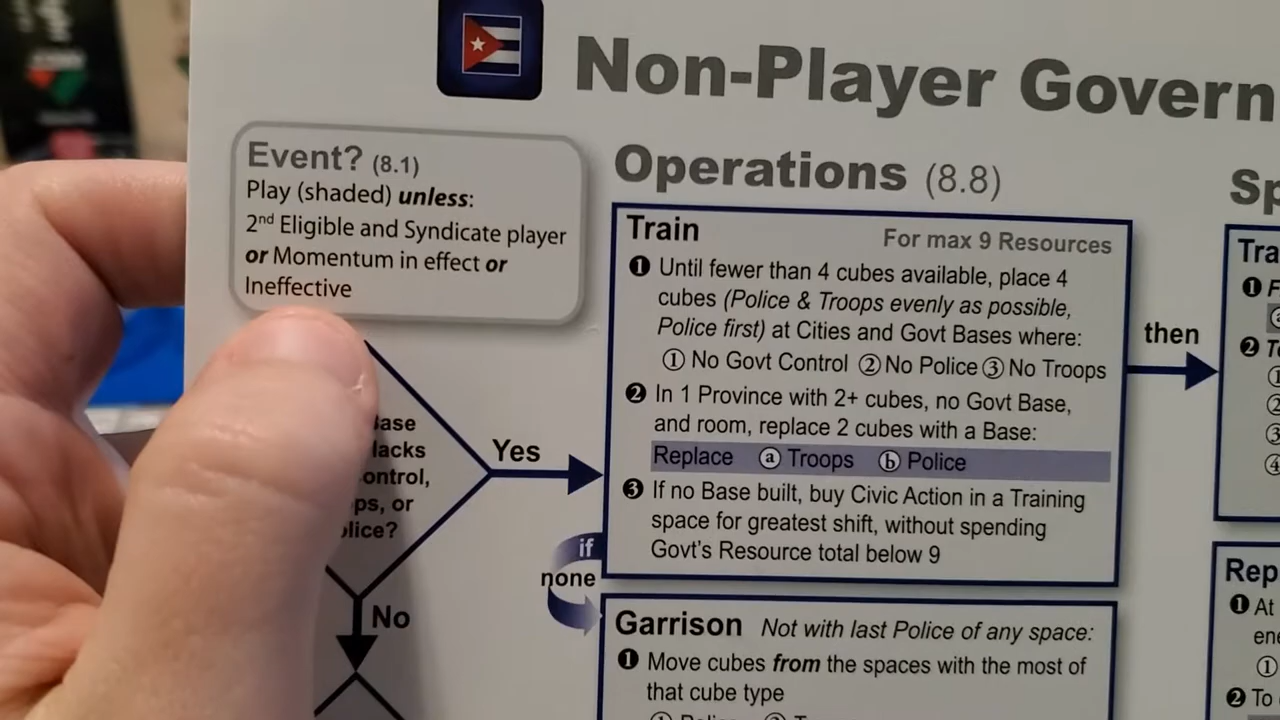 Non-Player Govern
Event? (8.1)
Play (shaded) unless:
2nd Eligible and Syndicate player
or Momentum in effect or
Ineffective
lacks
Yes
No
if
none
Operations (8.8)
Train For max 9 Resources
❶ Until fewer than 4 cubes available, place 4
cubes (Police & Troops evenly as possible,
Police first) at Cities and Govt Bases where:
① No Govt Control ② No Police ③ No Troops
❷ In 1 Province with 2+ cubes, no Govt Base,
and room, replace 2 cubes with a Base:
Replace ⓐ Troops ⓑ Police
❸ If no Base built, buy Civic Action in a Training
space for greatest shift, without spending
Govt's Resource total below 9
then
Garrison Not with last Police of any space:
❶ Move cubes from the spaces with the most of
that cube type
❶ At
❷ To